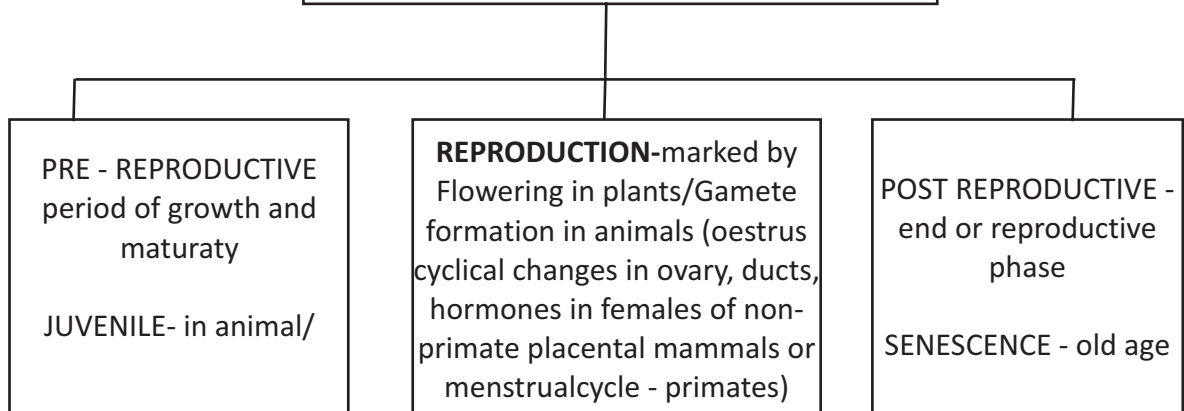 PRE - REPRODUCTIVE
period of growth and
maturaty
JUVENILE- in animal/
REPRODUCTION-marked by
Flowering in plants/Gamete
formation in animals (oestrus
cyclical changes in ovary, ducts,
hormones in females of non-
primate placental mammals or
menstrualcycle - primates)
POST REPRODUCTIVE -
end or reproductive
phase
SENESCENCE - old age